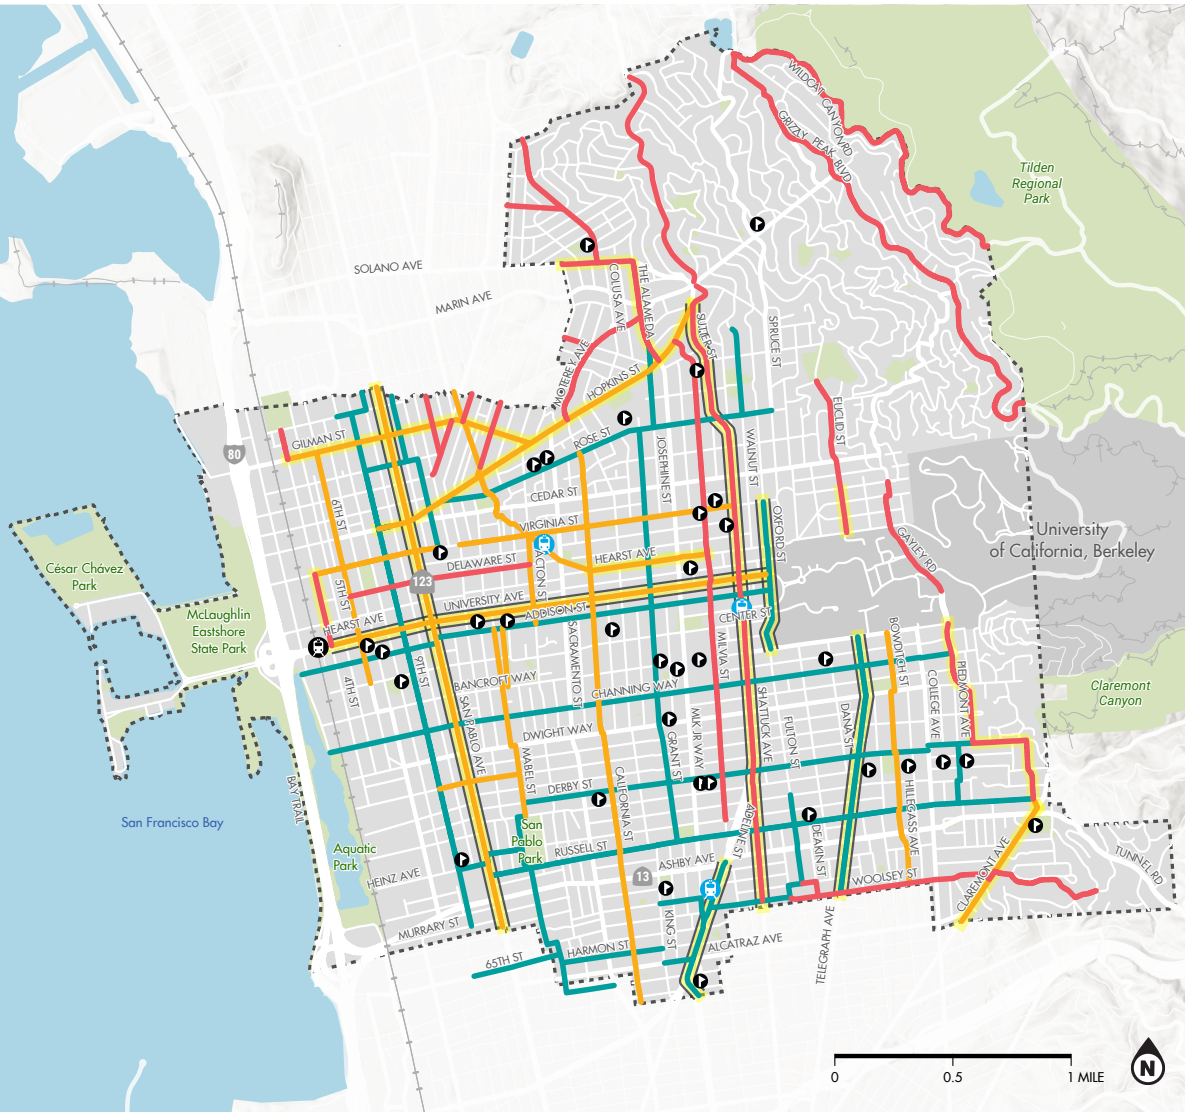 WILDCAT CANYON RD
GRIZZLY PEAK BLVD
Tilden
Regional
Park
SOLANO AVE
MARIN AVE
COLUSA AVE
THE ALAMEDA
SUTTER ST
SPRUCE ST
MOTEREY AVE
HOPKINS ST
EUCLID ST
GILMAN ST
ROSE ST
JOSEPHINE ST
WALNUT ST
80
CEDAR ST
6TH ST
VIRGINIA ST
OXFORD ST
GAYLEY RD
University
of California, Berkeley
César Chávez
Park
DELAWARE ST
HEARST AVE
ACTON ST
123
5TH ST
UNIVERSITY AVE
ADDISON ST
CENTER ST
McLaughlin
Eastshore
State Park
HEARST AVE
SACRAMENTO ST
MILVIA ST
BOWDITCH ST
4TH ST
9TH ST
BANCROFT WAY
CHANNING WAY
COLLEGE AVE
PIEDMONT AVE
Claremont
Canyon
SAN PABLO AVE
DWIGHT WAY
GRANT ST
MLK JR WAY
SHATTUCK AVE
FULTON ST
DANA ST
MABEL ST
DERBY ST
CALIFORNIA ST
HILLEGASS AVE
BAY TRAIL
San Francisco Bay
San
Pablo
Park
ADELINE ST
DEAKIN ST
Aquatic
Park
RUSSELL ST
ASHBY AVE
HEINZ AVE
13
WOOLSEY ST
CLAREMONT AVE
TUNNEL RD
MURRARY ST
KING ST
TELEGRAPH AVE
HARMON ST
ALCATRAZ AVE
65TH ST
0
0.5
1 MILE
N